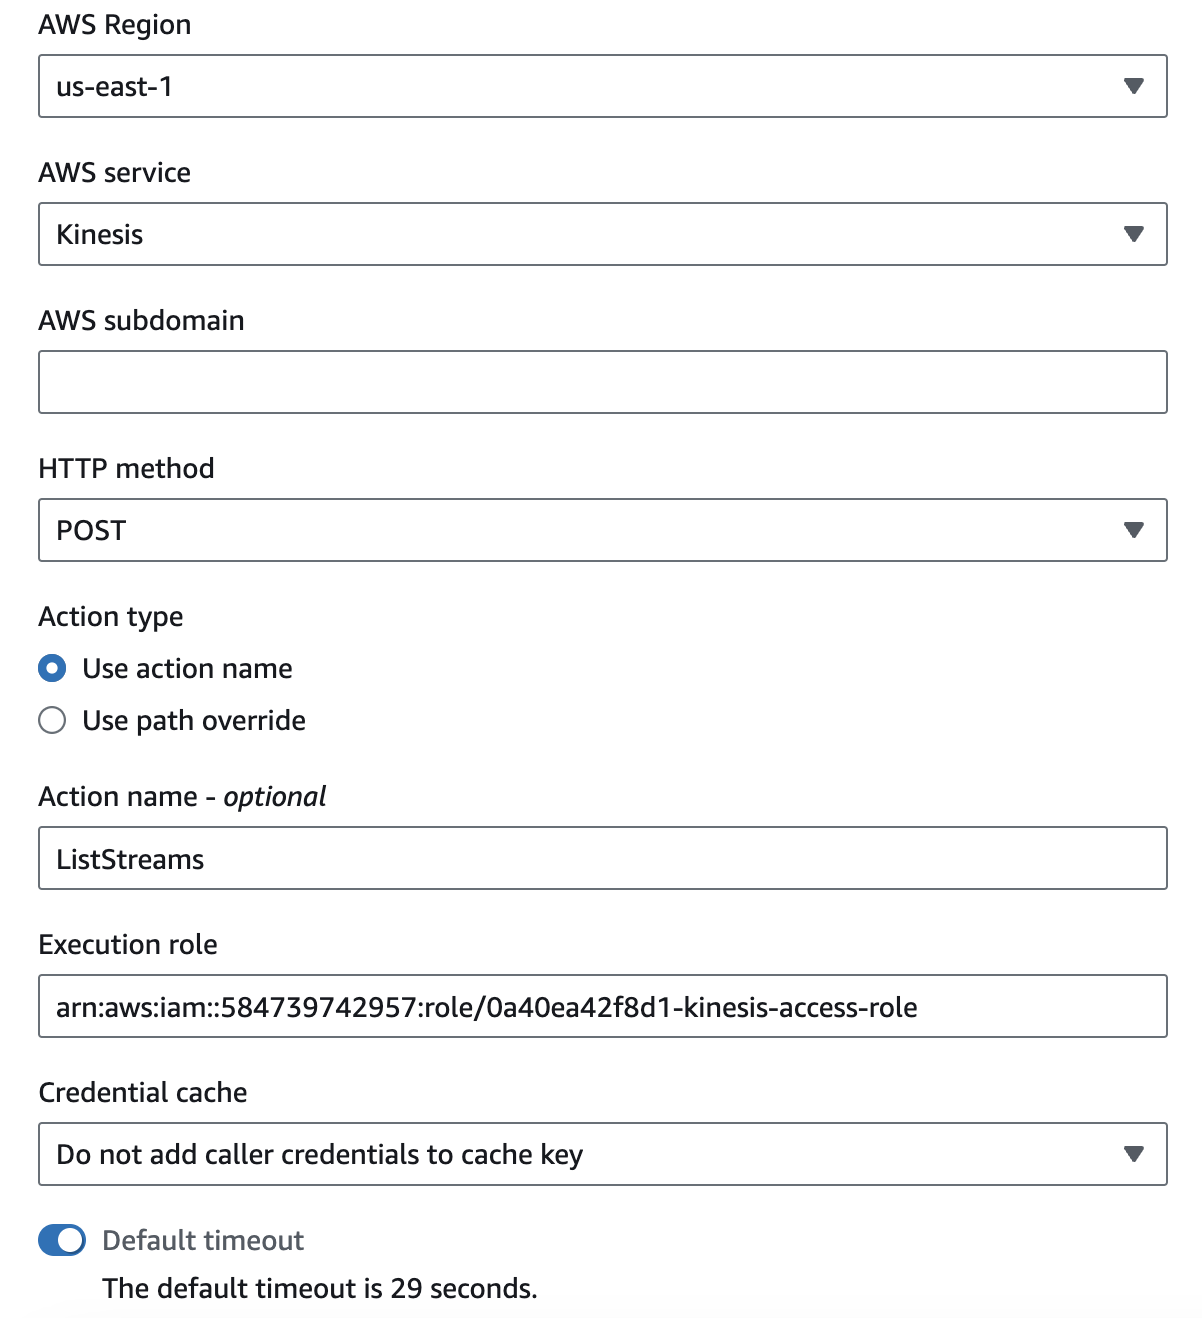 AWS Region
us-east-1
AWS service
Kinesis
AWS subdomain
HTTP method
POST
Action type
Use action name
Use path override
Action name - optional
ListStreams
Execution role
arn:aws:iam::584739742957:role/0a40ea42f8d1-kinesis-access-role
Credential cache
Do not add caller credentials to cache key
Default timeout
The default timeout is 29 seconds.